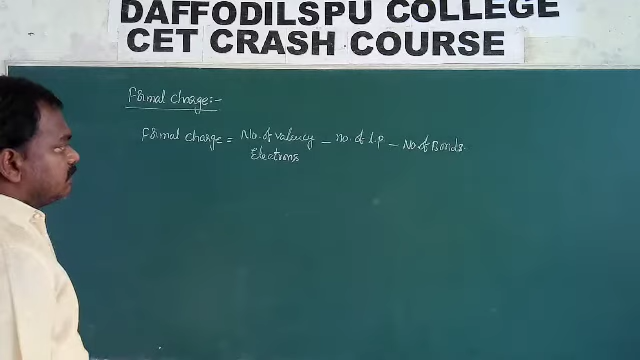 DAFFODILSPU COLLEGE
CET CRASH COURSE
Formal charge:-
Formal charge = No. of valency Electrons - no. of l.p - No. of Bonds.